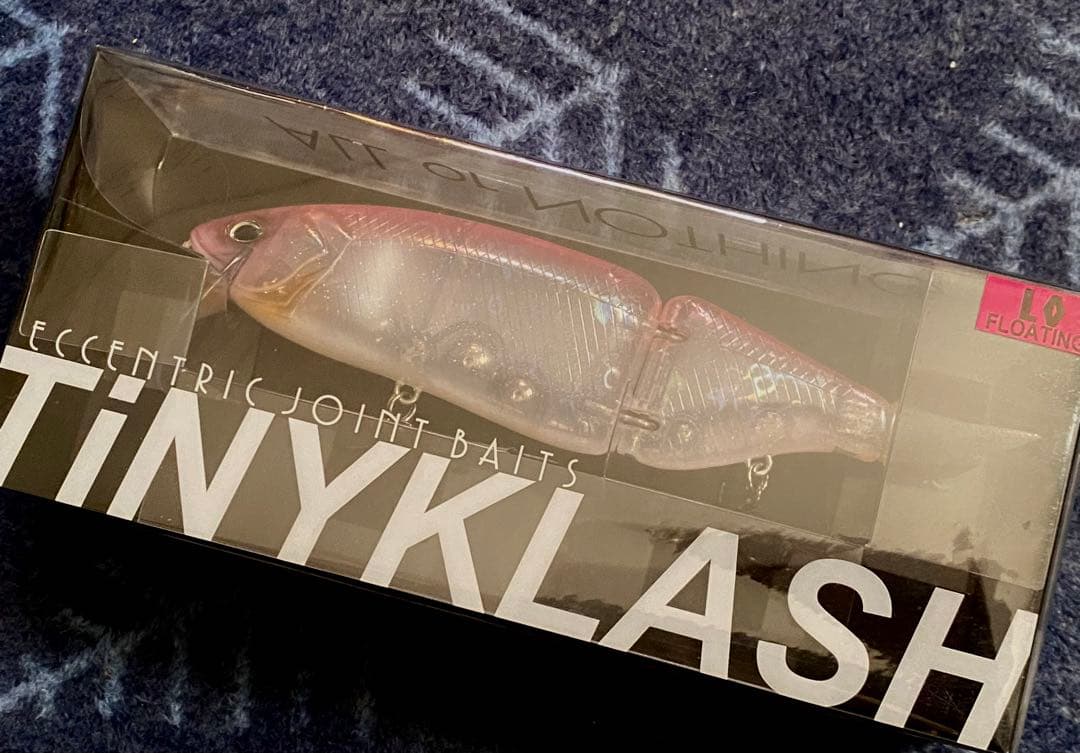 ALL or NOTHING
LO
FLOATING
ECCENTRIC JOINT BAITS
TiNYKLASH